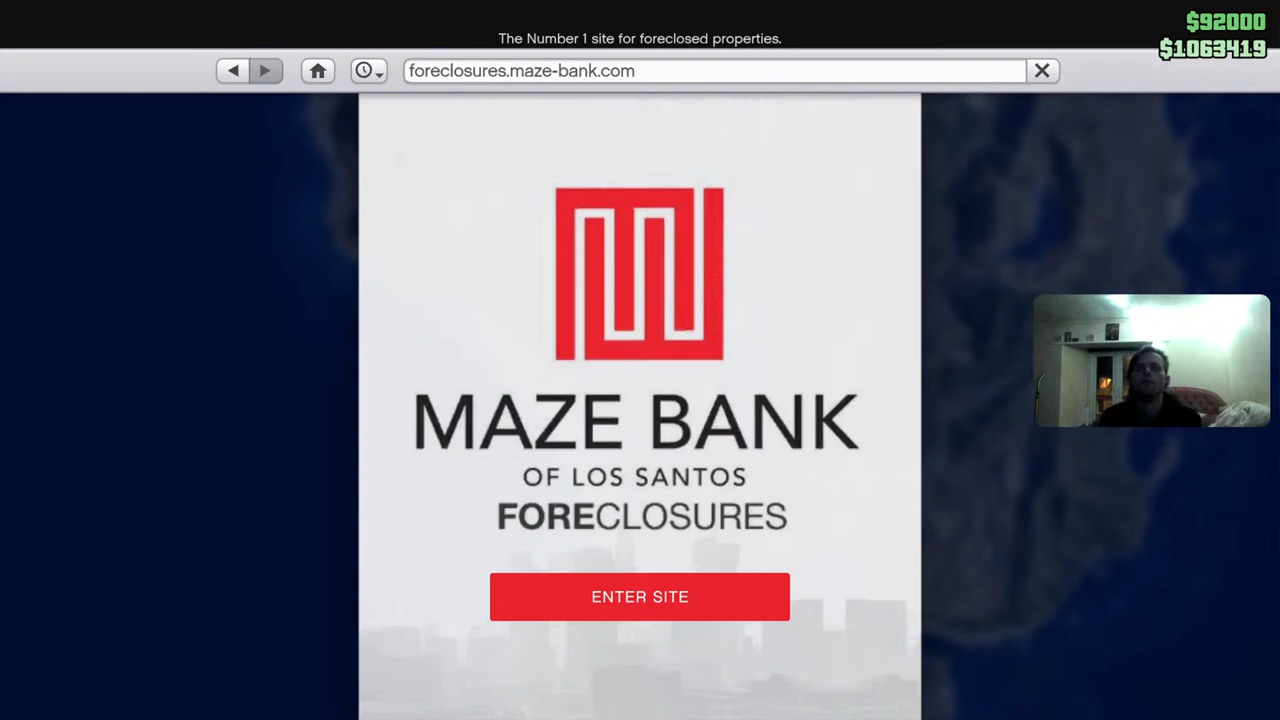 The Number 1 site for foreclosed properties.
$92000
$1063419
foreclosures.maze-bank.com
MAZE BANK
OF LOS SANTOS
FORECLOSURES
ENTER SITE